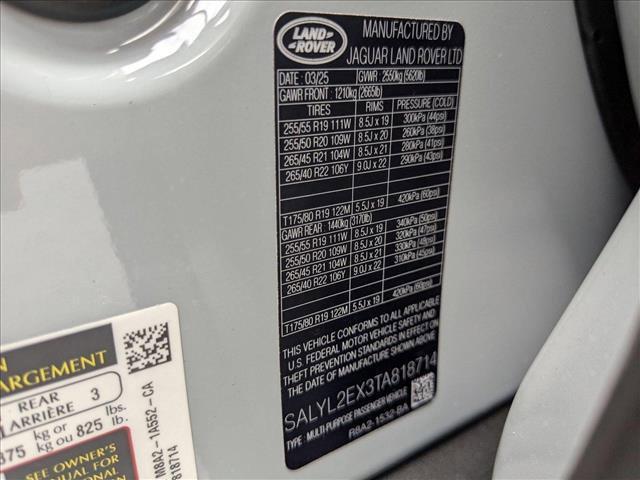 LAND ROVER
MANUFACTURED BY
JAGUAR LAND ROVER LTD
DATE : 03/25 GVWR: 2550kg (5620lb)
GAWR FRONT : 1210kg (2665lb)
TIRES RIMS PRESSURE (COLD)
255/55 R19 111W 8.5J x 19 300kPa (44psi)
255/50 R20 109W 8.5J x 20 260kPa (38psi)
265/45 R21 104W 8.5J x 21 280kPa (41psi)
265/40 R22 106Y 9.0J x 22 290kPa (43psi)
T175/80 R19 122M 5.5J x 19 420kPa (60psi)
GAWR REAR : 1440kg (3170lb)
255/55 R19 111W 8.5J x 19 340kPa (50psi)
255/50 R20 109W 8.5J x 20 320kPa (47psi)
265/45 R21 104W 8.5J x 21 330kPa (48psi)
265/40 R22 106Y 9.0J x 22 310kPa (45psi)
T175/80 R19 122M 5.5J x 19 420kPa (60psi)
THIS VEHICLE CONFORMS TO ALL APPLICABLE
U.S. FEDERAL MOTOR VEHICLE SAFETY AND
THEFT PREVENTION STANDARDS IN EFFECT ON
THE DATE OF MANUFACTURE SHOWN ABOVE.
SALYL2EX3TA818714
TYPE : MULTI-PURPOSE PASSENGER VEHICLE
R8A2-1532-BA
ARGEMENT
REAR 3
ARRIÈRE
375 kg or lbs.
kg ou 825 lb.
SEE OWNER'S
MANUAL FOR
ADDITIONAL
M8A2-1A552-CA
818714